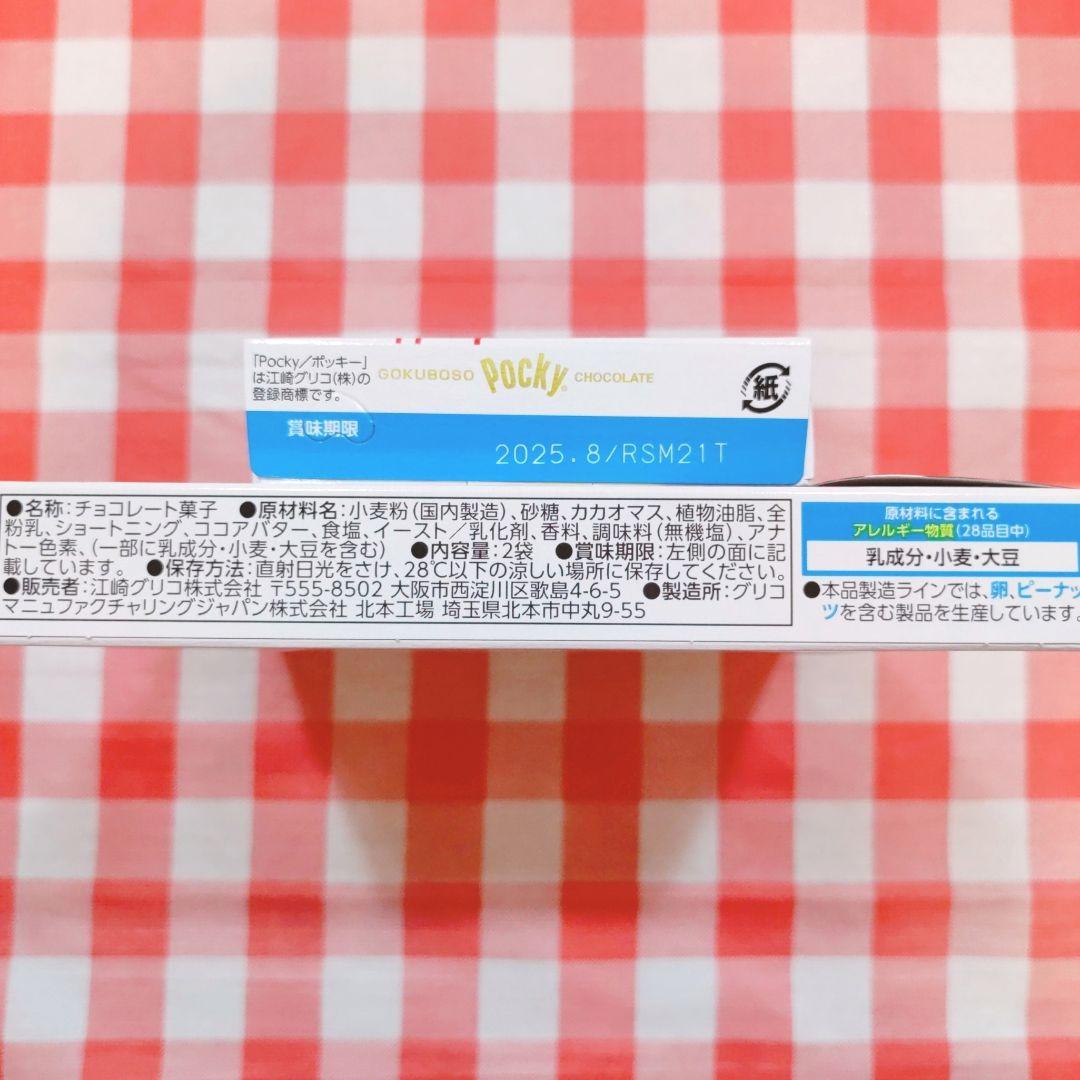 「Pocky／ポッキー」
は江崎グリコ(株)の
登録商標です。
GOKUBOSO Pocky® CHOCOLATE
紙
賞味期限
2025.8/RSM21T
●名称：チョコレート菓子 ●原材料名：小麦粉（国内製造）、砂糖、カカオマス、植物油脂、全
粉乳、ショートニング、ココアバター、食塩、イースト／乳化剤、香料、調味料（無機塩）、アナ
トー色素、（一部に乳成分・小麦・大豆を含む） ●内容量：2袋 ●賞味期限：左側の面に記
載しています。 ●保存方法：直射日光をさけ、28℃以下の涼しい場所に保存してください。
●販売者：江崎グリコ株式会社 〒555-8502 大阪市西淀川区歌島4-6-5 ●製造所：グリコ
マニュファクチャリングジャパン株式会社 北本工場 埼玉県北本市中丸9-55
原材料に含まれる
アレルギー物質（28品目中）
乳成分・小麦・大豆
●本品製造ラインでは、卵、ピーナッ
ツを含む製品を生産しています。